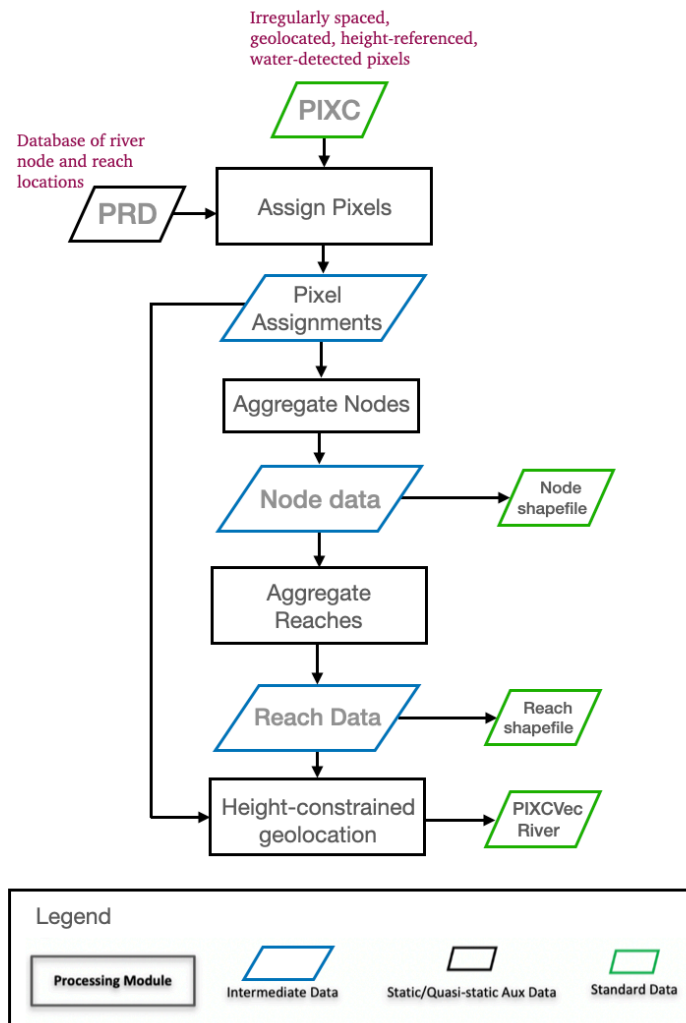 Irregularly spaced,
geolocated, height-referenced,
water-detected pixels
PIXC
Database of river
node and reach
locations
PRD
Assign Pixels
Pixel
Assignments
Aggregate Nodes
Node data
Node
shapefile
Aggregate
Reaches
Reach Data
Reach
shapefile
Height-constrained
geolocation
PIXCVec
River
Legend
Processing Module
Intermediate Data
Static/Quasi-static Aux Data
Standard Data